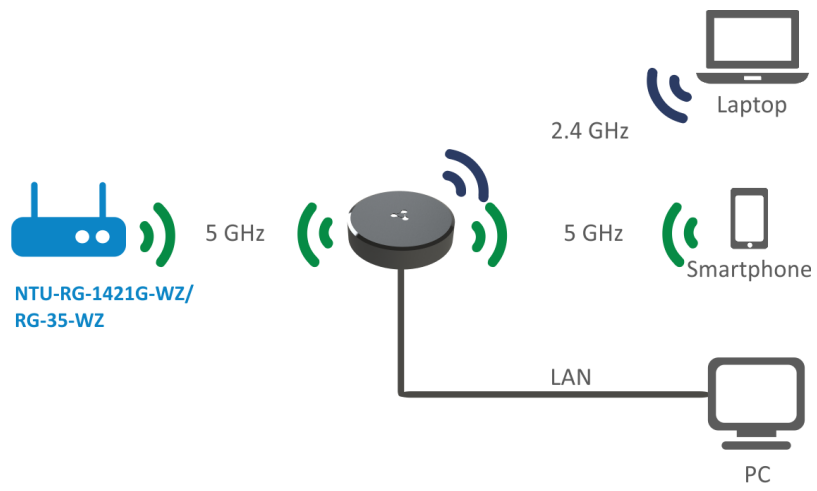 Laptop
2.4 GHz
5 GHz
5 GHz
Smartphone
NTU-RG-1421G-WZ/
RG-35-WZ
LAN
PC